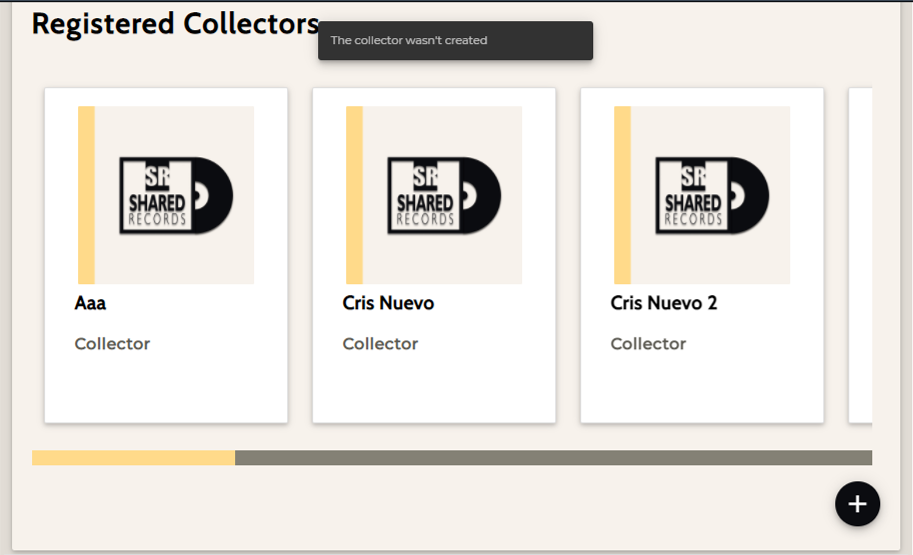 Registered Collectors
The collector wasn't created
SR
SHARED
RECORDS
SR
SHARED
RECORDS
SR
SHARED
RECORDS
Aaa
Cris Nuevo
Cris Nuevo 2
Collector
Collector
Collector
+